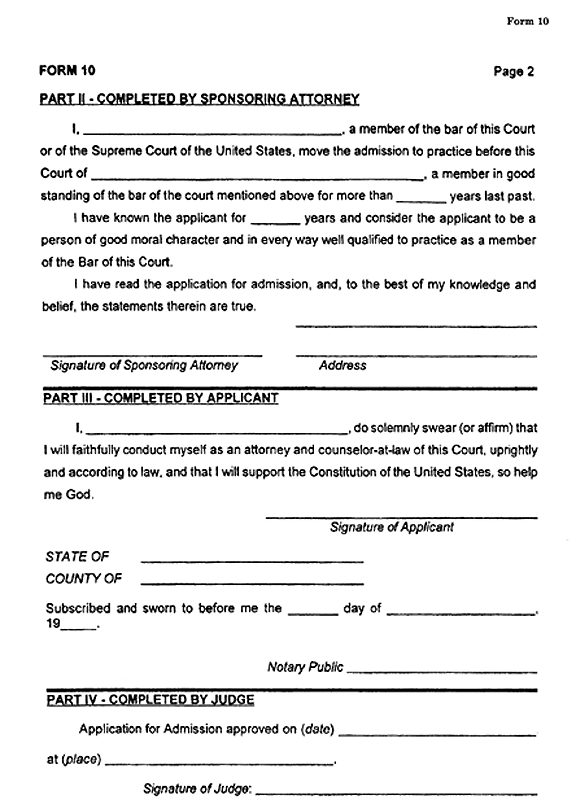 Form 10
FORM 10 Page 2
PART II - COMPLETED BY SPONSORING ATTORNEY
I, ______________________________, a member of the bar of this Court
or of the Supreme Court of the United States, move the admission to practice before this
Court of ______________________________, a member in good
standing of the bar of the court mentioned above for more than _______ years last past.
I have known the applicant for _______ years and consider the applicant to be a
person of good moral character and in every way well qualified to practice as a member
of the Bar of this Court.
I have read the application for admission, and, to the best of my knowledge and
belief, the statements therein are true.
Signature of Sponsoring Attorney Address
PART III - COMPLETED BY APPLICANT
I, ______________________________, do solemnly swear (or affirm) that
I will faithfully conduct myself as an attorney and counselor-at-law of this Court, uprightly
and according to law, and that I will support the Constitution of the United States, so help
me God.
Signature of Applicant
STATE OF ______________________________
COUNTY OF ______________________________
Subscribed and sworn to before me the _______ day of ____________________,
19_____.
Notary Public ______________________________
PART IV - COMPLETED BY JUDGE
Application for Admission approved on (date) ______________________________
at (place) ______________________________.
Signature of Judge: ______________________________